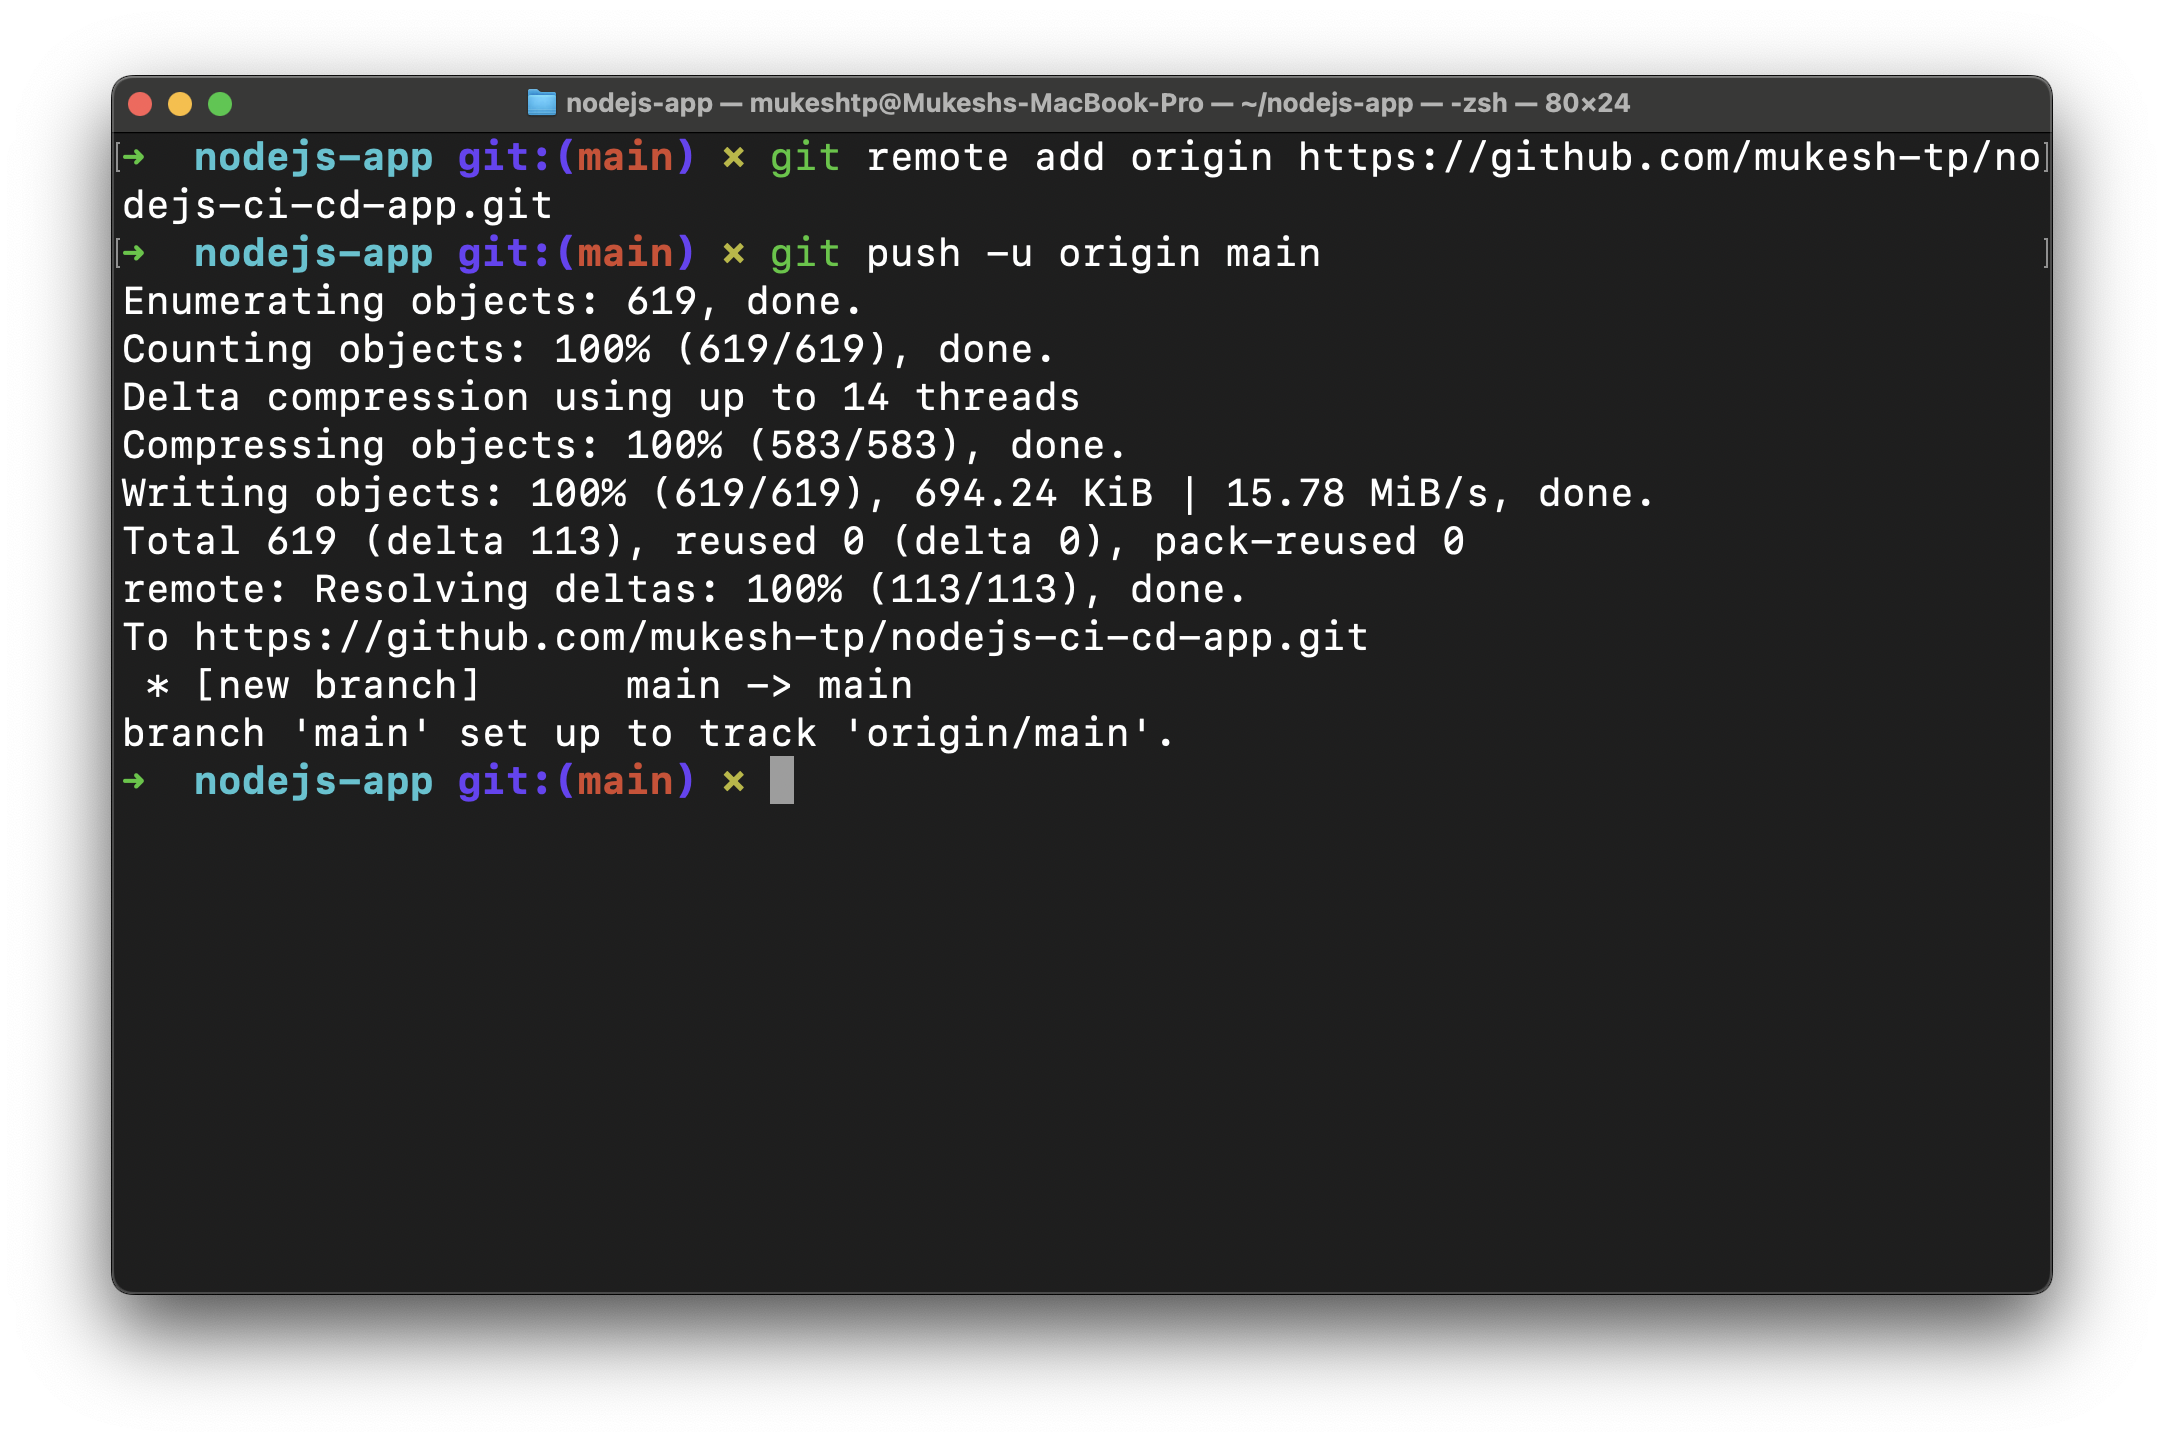 nodejs-app — mukeshtp@Mukeshs-MacBook-Pro — ~/nodejs-app — -zsh — 80×24
[➜  nodejs-app git:(main) ✗ git remote add origin https://github.com/mukesh-tp/no]
dejs-ci-cd-app.git
[➜  nodejs-app git:(main) ✗ git push -u origin main ]
Enumerating objects: 619, done.
Counting objects: 100% (619/619), done.
Delta compression using up to 14 threads
Compressing objects: 100% (583/583), done.
Writing objects: 100% (619/619), 694.24 KiB | 15.78 MiB/s, done.
Total 619 (delta 113), reused 0 (delta 0), pack-reused 0
remote: Resolving deltas: 100% (113/113), done.
To https://github.com/mukesh-tp/nodejs-ci-cd-app.git
 * [new branch]      main -> main
branch 'main' set up to track 'origin/main'.
➜  nodejs-app git:(main) ✗